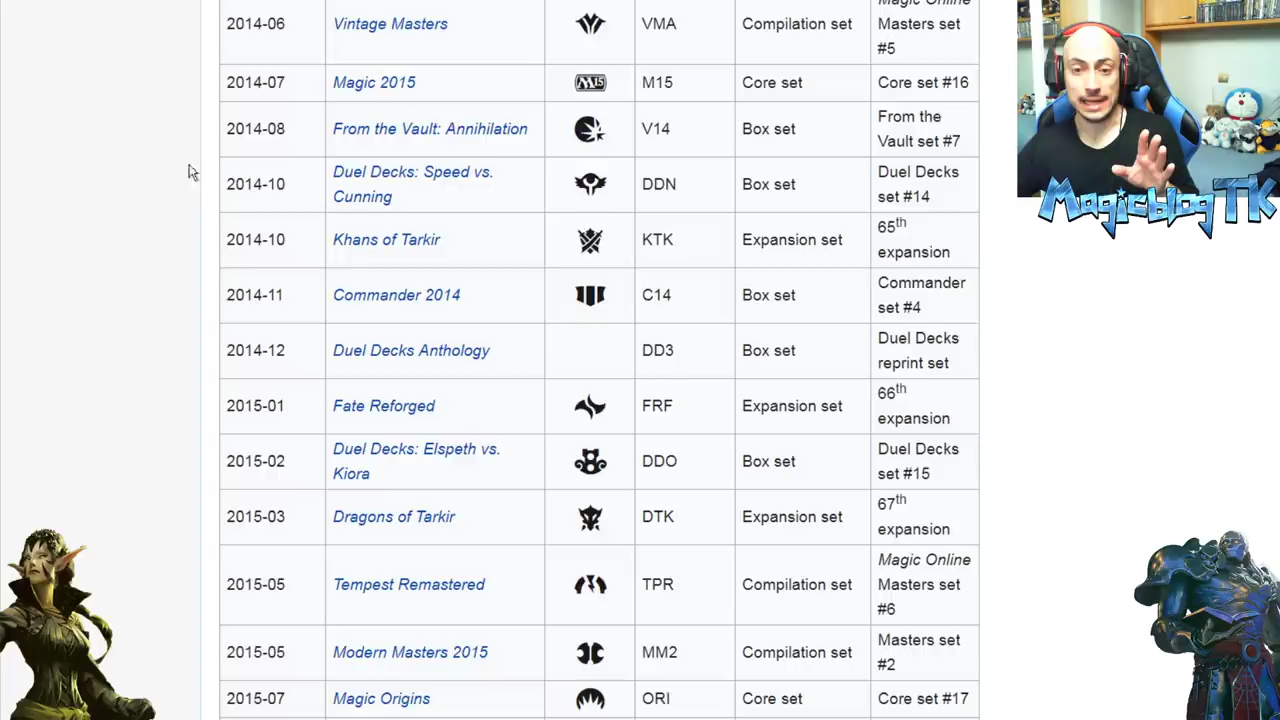 Magic Online
2014-06 Vintage Masters VMA Compilation set Masters set
#5
2014-07 Magic 2015 M15 M15 Core set Core set #16
2014-08 From the Vault: Annihilation V14 Box set From the
Vault set #7
2014-10 Duel Decks: Speed vs. DDN Box set Duel Decks
Cunning set #14
2014-10 Khans of Tarkir KTK Expansion set 65th
expansion
2014-11 Commander 2014 C14 Box set Commander
set #4
2014-12 Duel Decks Anthology DD3 Box set Duel Decks
reprint set
2015-01 Fate Reforged FRF Expansion set 66th
expansion
2015-02 Duel Decks: Elspeth vs. DDO Box set Duel Decks
Kiora set #15
2015-03 Dragons of Tarkir DTK Expansion set 67th
expansion
2015-05 Tempest Remastered TPR Compilation set Magic Online
Masters set
#6
2015-05 Modern Masters 2015 MM2 Compilation set Masters set
#2
2015-07 Magic Origins ORI Core set Core set #17
MagicblogTK